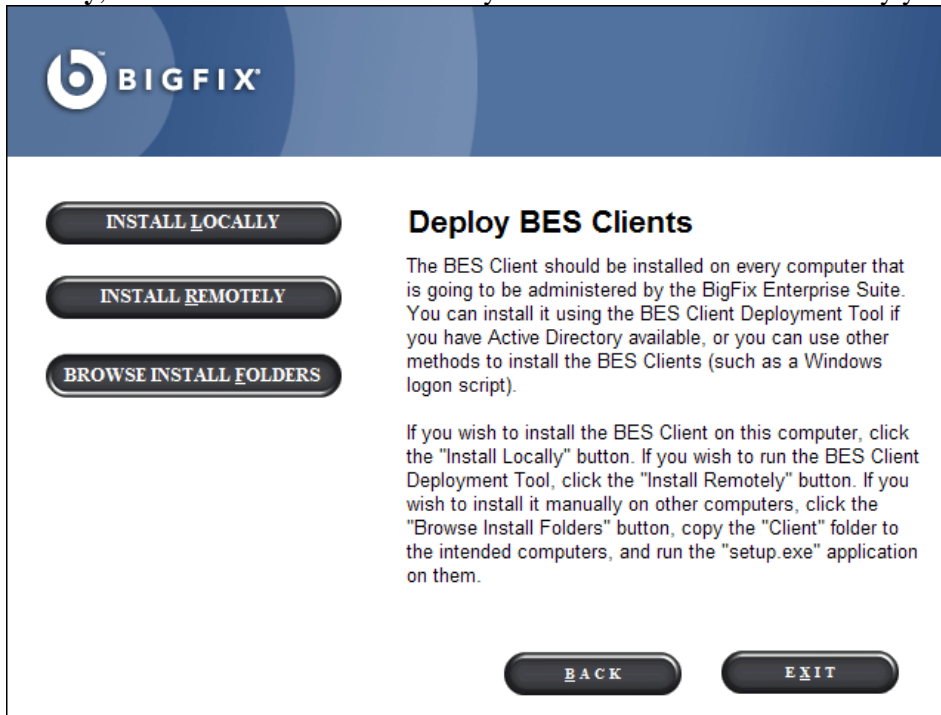 BIGFIX
INSTALL LOCALLY
INSTALL REMOTELY
BROWSE INSTALL FOLDERS
Deploy BES Clients
The BES Client should be installed on every computer that
is going to be administered by the BigFix Enterprise Suite.
You can install it using the BES Client Deployment Tool if
you have Active Directory available, or you can use other
methods to install the BES Clients (such as a Windows
logon script).
If you wish to install the BES Client on this computer, click
the "Install Locally" button. If you wish to run the BES Client
Deployment Tool, click the "Install Remotely" button. If you
wish to install it manually on other computers, click the
"Browse Install Folders" button, copy the "Client" folder to
the intended computers, and run the "setup.exe" application
on them.
BACK
EXIT